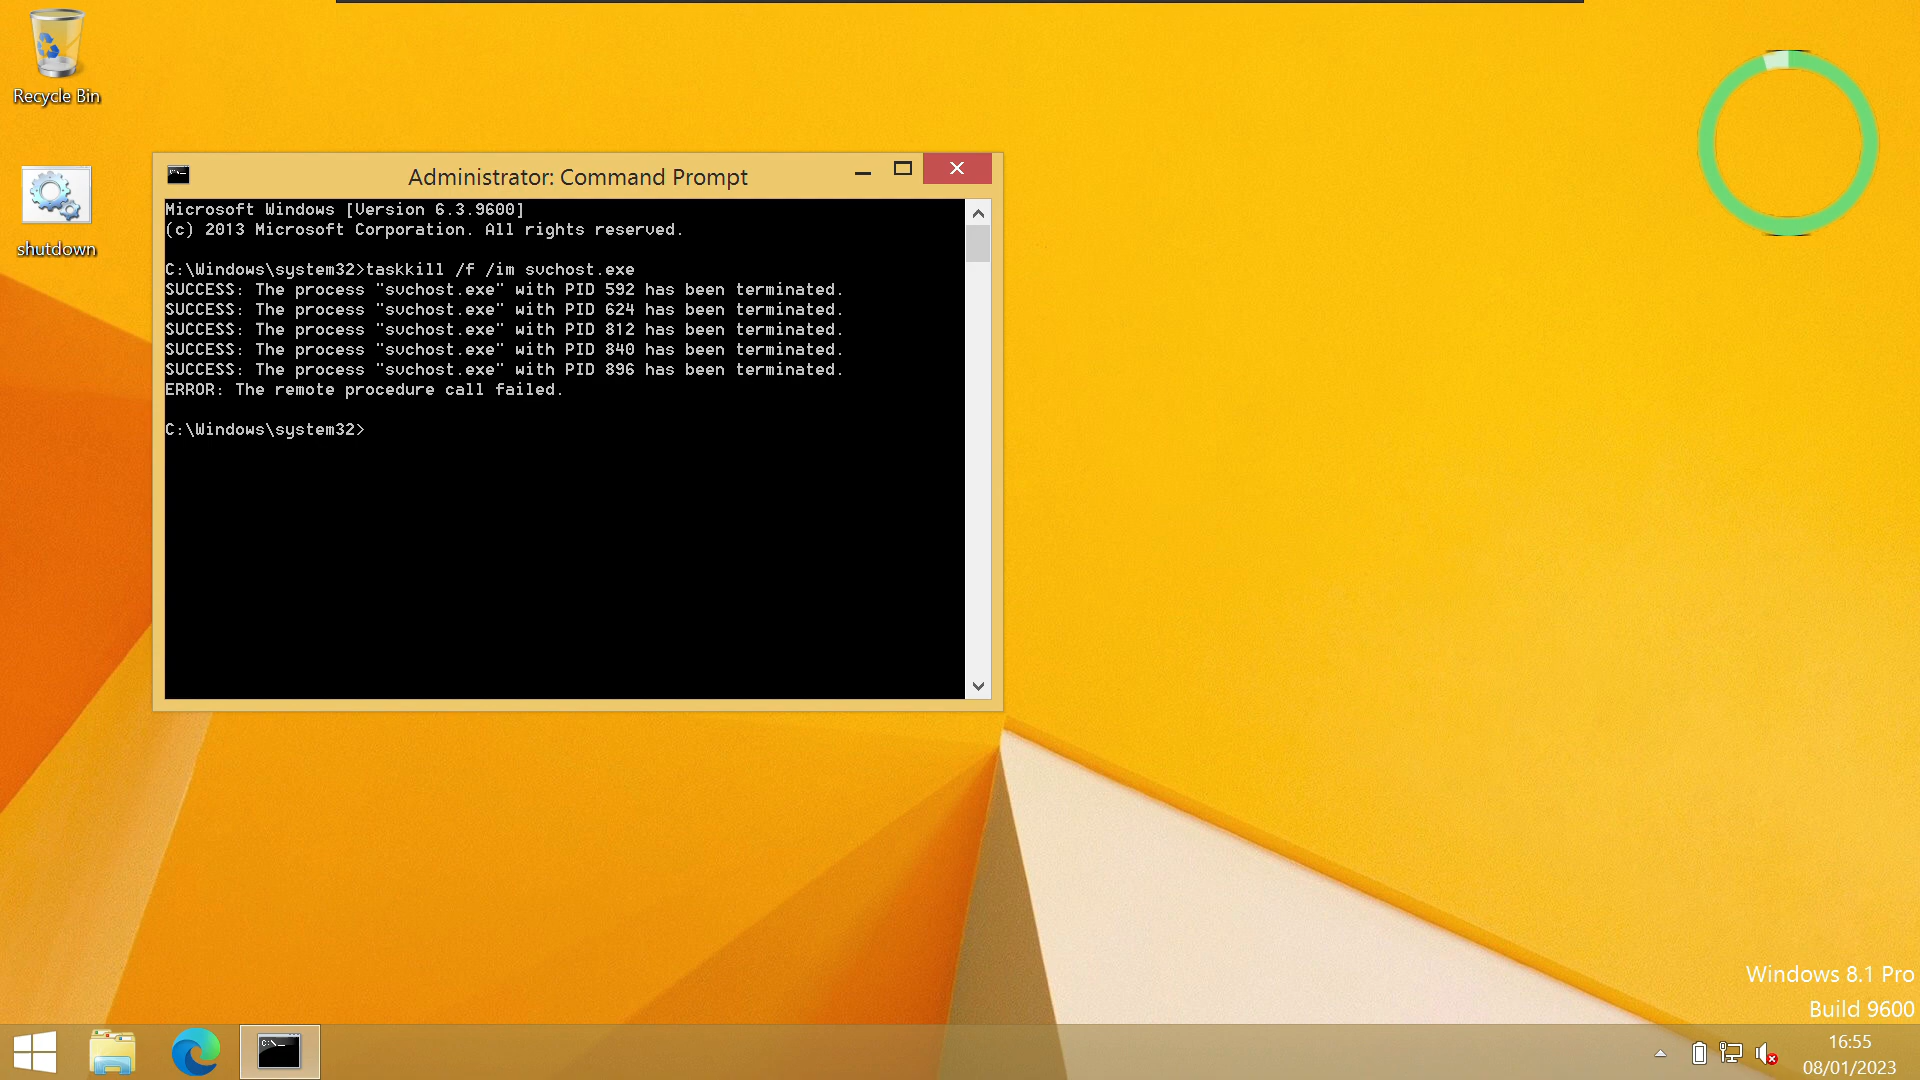 Recycle Bin
shutdown
Administrator: Command Prompt
Microsoft Windows [Version 6.3.9600]
(c) 2013 Microsoft Corporation. All rights reserved.
C:\Windows\system32>taskkill /f /im svchost.exe
SUCCESS: The process "svchost.exe" with PID 592 has been terminated.
SUCCESS: The process "svchost.exe" with PID 624 has been terminated.
SUCCESS: The process "svchost.exe" with PID 812 has been terminated.
SUCCESS: The process "svchost.exe" with PID 840 has been terminated.
SUCCESS: The process "svchost.exe" with PID 896 has been terminated.
ERROR: The remote procedure call failed.
C:\Windows\system32>
Windows 8.1 Pro
Build 9600
C:\_
16:55
08/01/2023